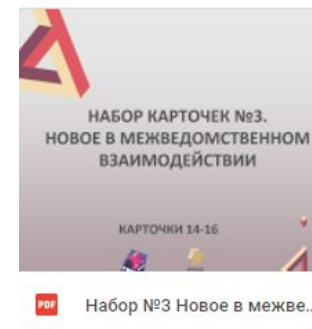 НАБОР КАРТОЧЕК №3.
НОВОЕ В МЕЖВЕДОМСТВЕННОМ
ВЗАИМОДЕЙСТВИИ
КАРТОЧКИ 14-16
PDF
Набор №3 Новое в межве..